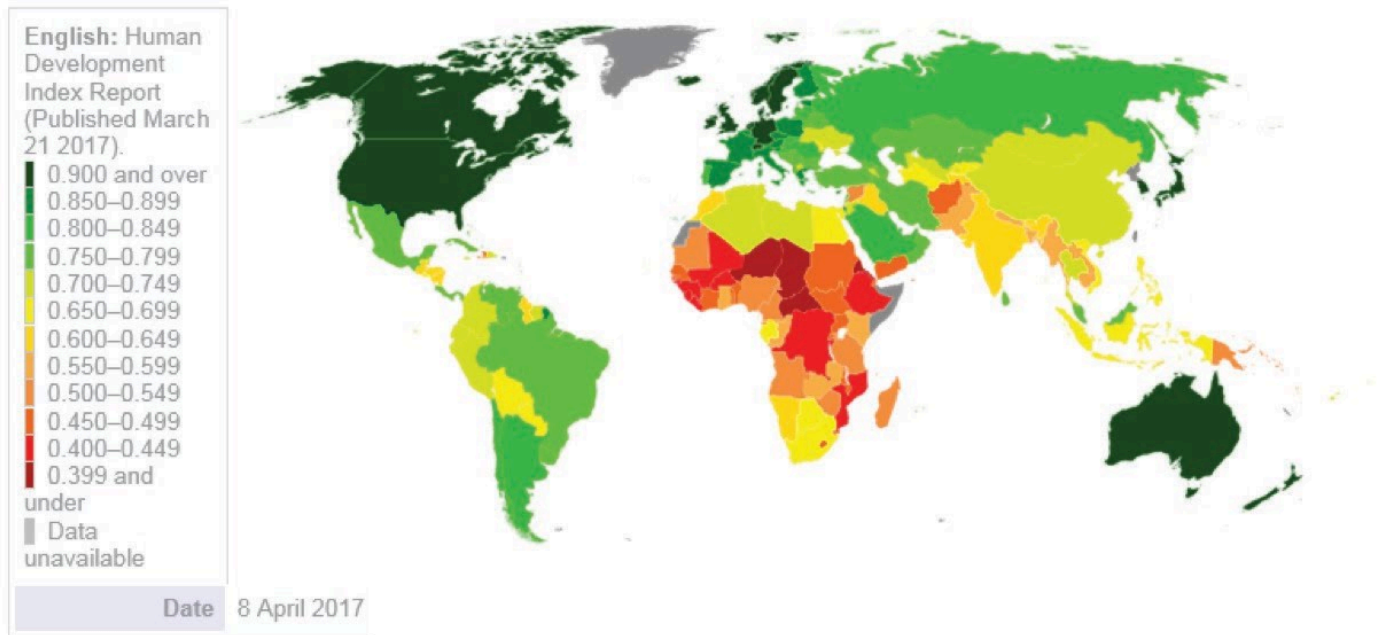 English: Human
Development
Index Report
(Published March
21 2017).
0.900 and over
0.850–0.899
0.800–0.849
0.750–0.799
0.700–0.749
0.650–0.699
0.600–0.649
0.550–0.599
0.500–0.549
0.450–0.499
0.400–0.449
0.399 and
under
Data
unavailable
Date 8 April 2017